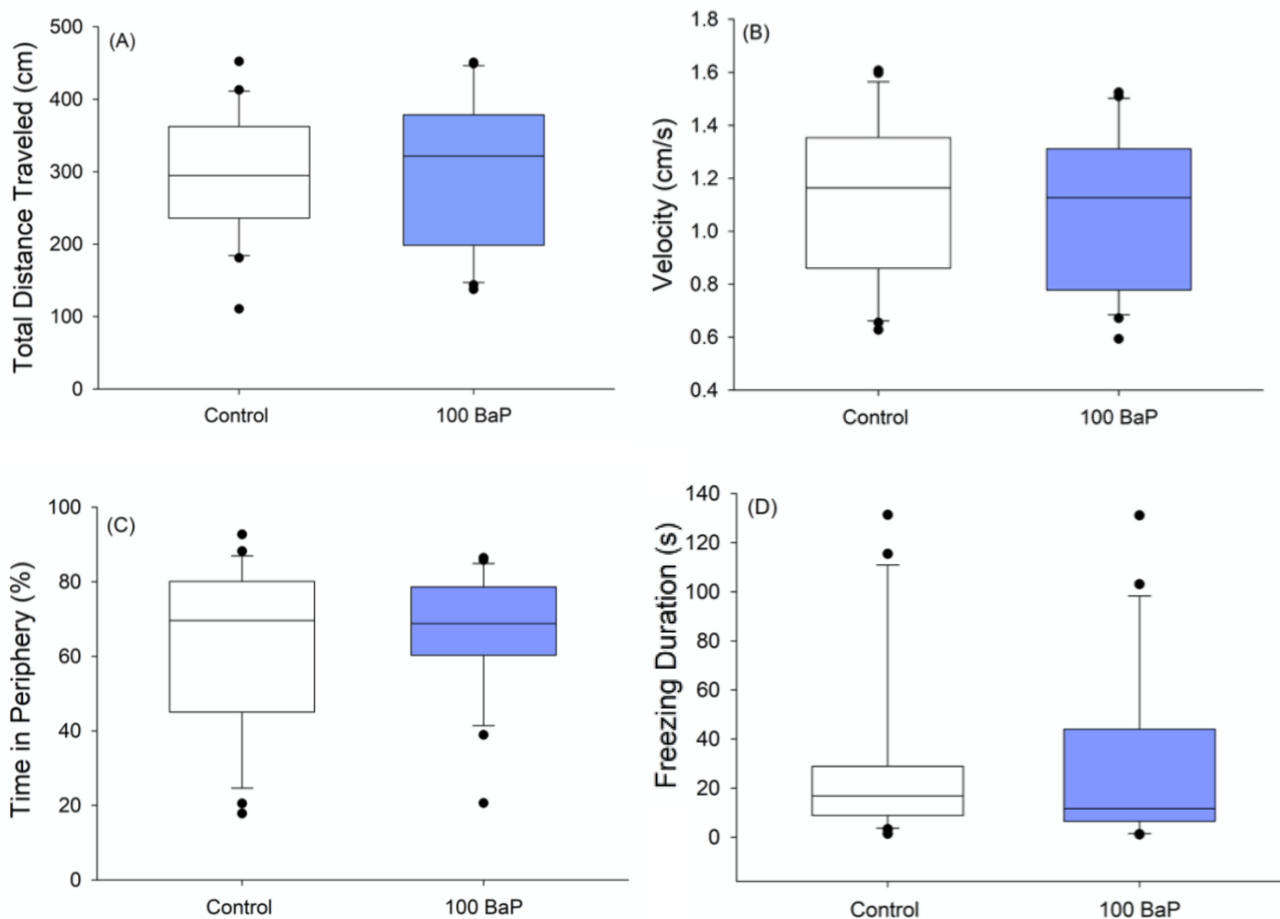 (A)
Total Distance Traveled (cm)
500
400
300
200
100
0
Control
100 BaP
(B)
Velocity (cm/s)
1.8
1.6
1.4
1.2
1.0
0.8
0.6
0.4
Control
100 BaP
(C)
Time in Periphery (%)
100
80
60
40
20
0
Control
100 BaP
(D)
Freezing Duration (s)
140
120
100
80
60
40
20
0
Control
100 BaP